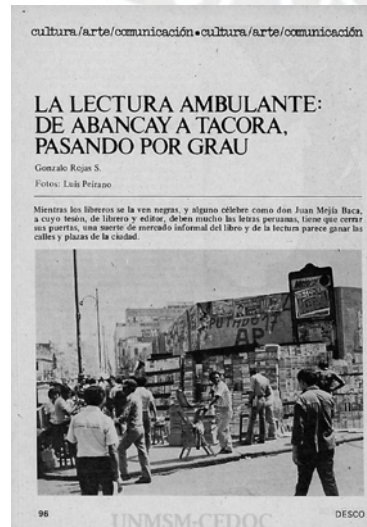 cultura/arte/comunicación•cultura/arte/comunicación
LA LECTURA AMBULANTE:
DE ABANCAY A TACORA,
PASANDO POR GRAU
Gonzalo Rojas S.
Fotos: Luis Peirano
Mientras los libreros se la ven negras, y alguno célebre como don Juan Mejía Baca,
a cuyo tesón, de librero y editor, deben mucho las letras peruanas, tiene que cerrar
sus puertas, una suerte de mercado informal del libro y de la lectura parece ganar las
calles y plazas de la ciudad.
PUTADO 17
AP
96
DESCO
UNMSM-CEDOC